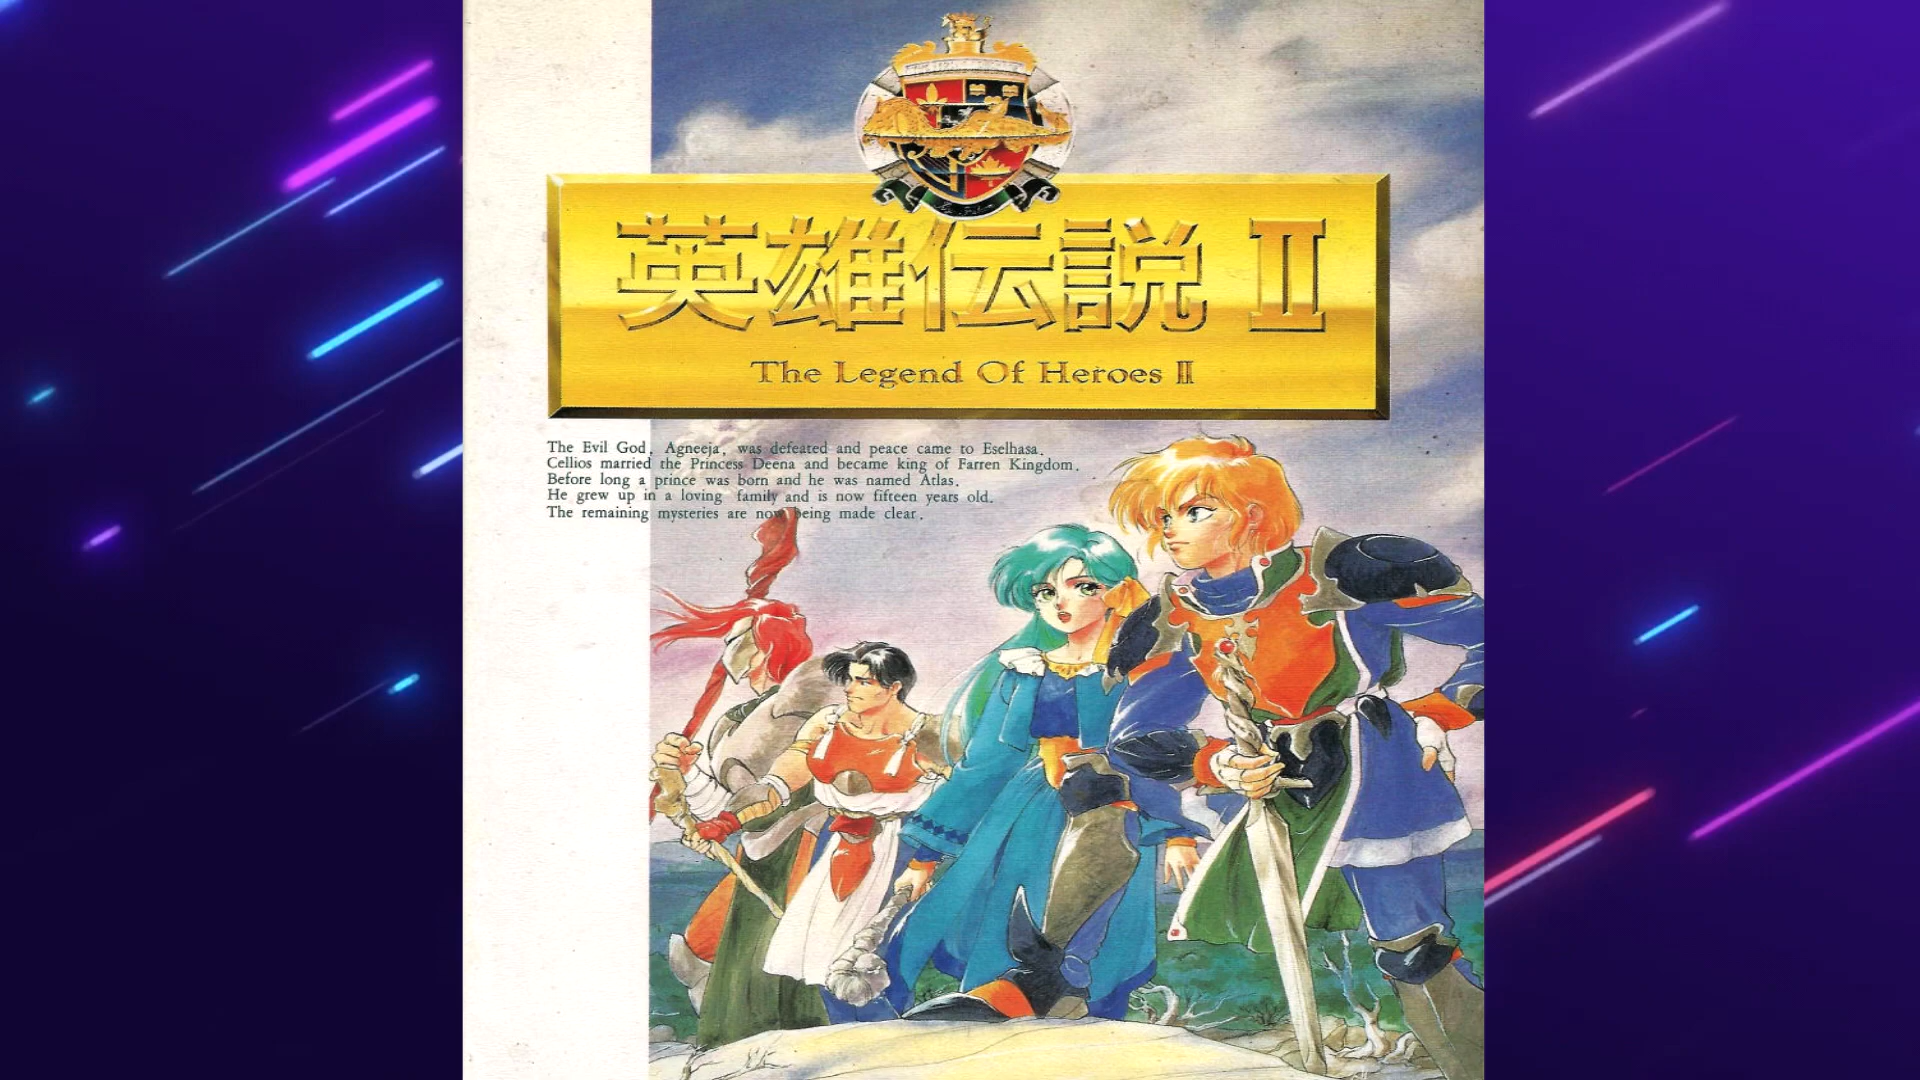 英雄伝説 Ⅱ
The Legend Of Heroes Ⅱ
The Evil God, Agneeja, was defeated and peace came to Eselhasa.
Cellios married the Princess Deena and became king of Farren Kingdom.
Before long a prince was born and he was named Atlas.
He grew up in a loving family and is now fifteen years old.
The remaining mysteries are now being made clear.